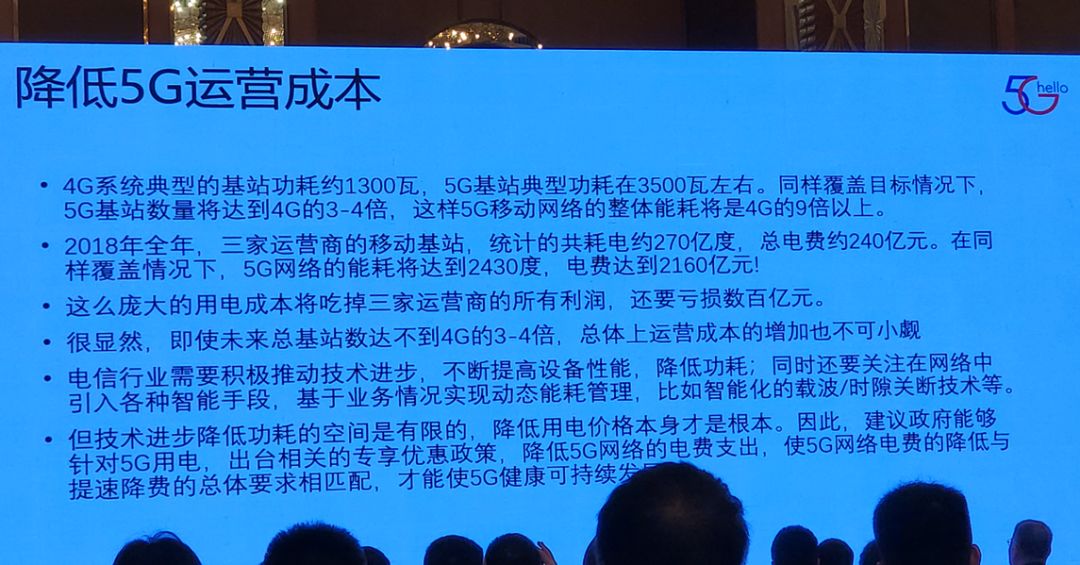 降低5G运营成本
5G hello
• 4G系统典型的基站功耗约1300瓦，5G基站典型功耗在3500瓦左右。同样覆盖目标情况下，
5G基站数量将达到4G的3-4倍，这样5G移动网络的整体能耗将是4G的9倍以上。
• 2018年全年，三家运营商的移动基站，统计的共耗电约270亿度，总电费约240亿元。在同
样覆盖情况下，5G网络的能耗将达到2430度，电费达到2160亿元!
• 这么庞大的用电成本将吃掉三家运营商的所有利润，还要亏损数百亿元。
• 很显然，即使未来总基站数达不到4G的3-4倍，总体上运营成本的增加也不可小觑
• 电信行业需要积极推动技术进步，不断提高设备性能，降低功耗；同时还要关注在网络中
引入各种智能手段，基于业务情况实现动态能耗管理，比如智能化的载波/时隙关断技术等。
• 但技术进步降低功耗的空间是有限的，降低用电价格本身才是根本。因此，建议政府能够
针对5G用电，出台相关的专享优惠政策，降低5G网络的电费支出，使5G网络电费的降低与
提速降费的总体要求相匹配，才能使5G健康可持续发